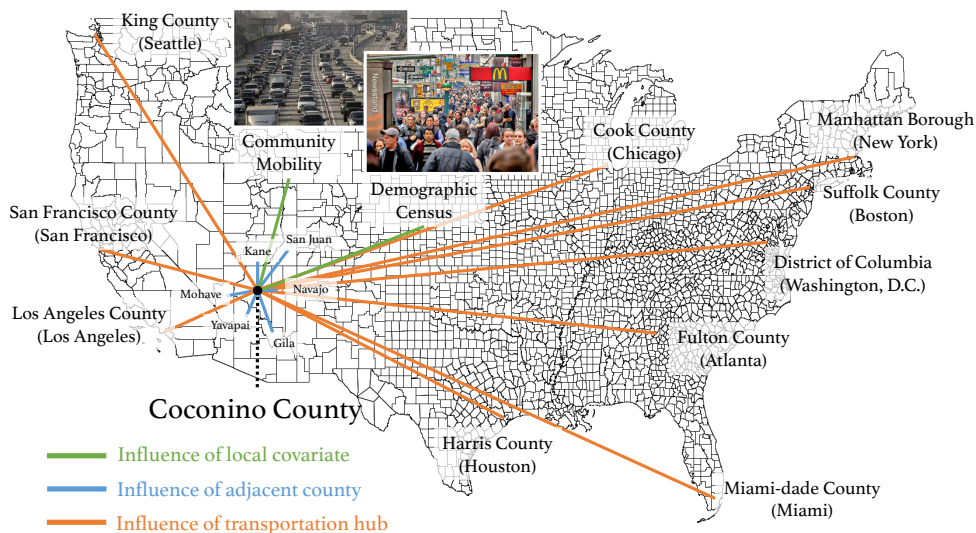 King County
(Seattle)
Newsstand
Community
Mobility
Demographic
Census
Cook County
(Chicago)
Manhattan Borough
(New York)
Suffolk County
(Boston)
San Francisco County
(San Francisco)
San Juan
Kane
District of Columbia
(Washington, D.C.)
Mohave
Navajo
Los Angeles County
(Los Angeles)
Yavapai
Gila
Fulton County
(Atlanta)
Coconino County
Harris County
(Houston)
Miami-dade County
(Miami)
Influence of local covariate
Influence of adjacent county
Influence of transportation hub